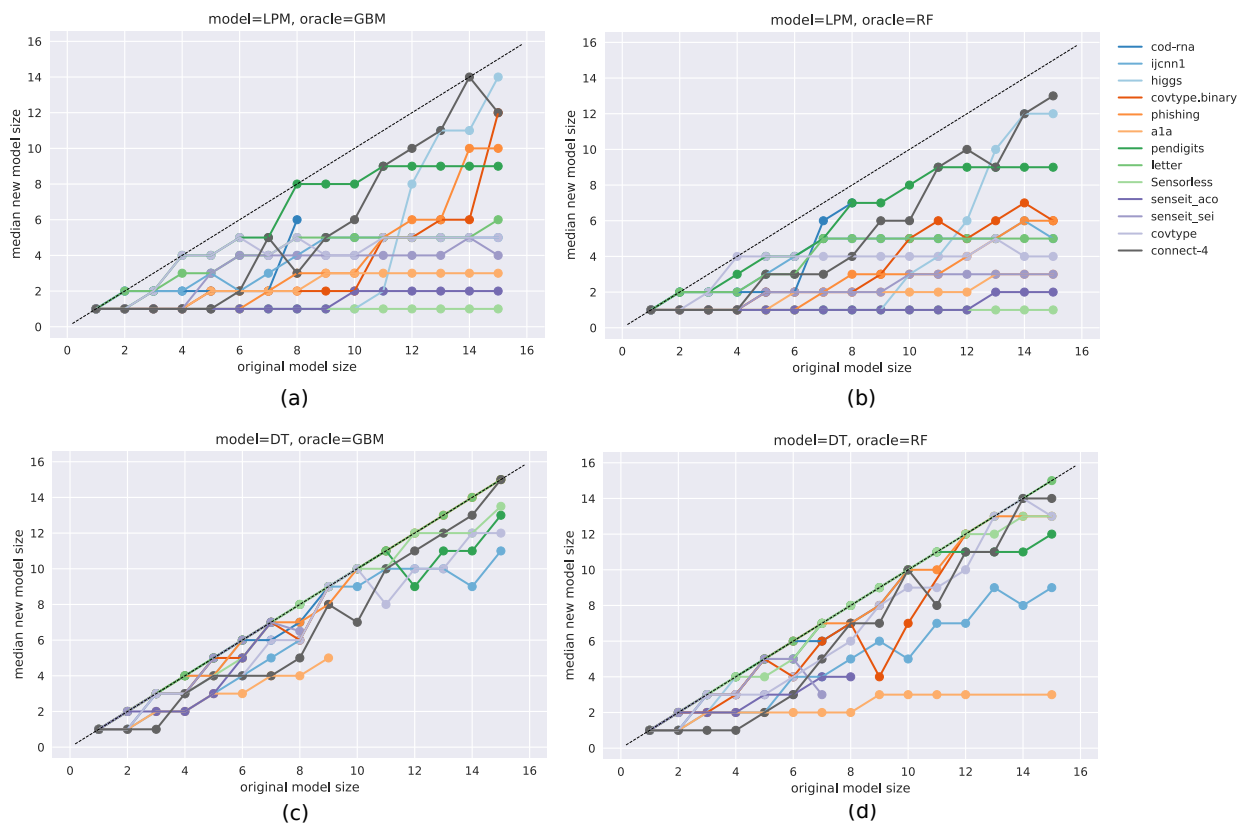 model=LPM, oracle=GBM
16
14
12
10
8
6
4
2
0
median new model size
0 2 4 6 8 10 12 14 16
original model size
(a)
model=LPM, oracle=RF
16
14
12
10
8
6
4
2
0
median new model size
0 2 4 6 8 10 12 14 16
original model size
(b)
cod-rna
ijcnn1
higgs
covtype.binary
phishing
a1a
pendigits
letter
Sensorless
senseit_aco
senseit_sei
covtype
connect-4
model=DT, oracle=GBM
16
14
12
10
8
6
4
2
0
median new model size
0 2 4 6 8 10 12 14 16
original model size
(c)
model=DT, oracle=RF
16
14
12
10
8
6
4
2
0
median new model size
0 2 4 6 8 10 12 14 16
original model size
(d)